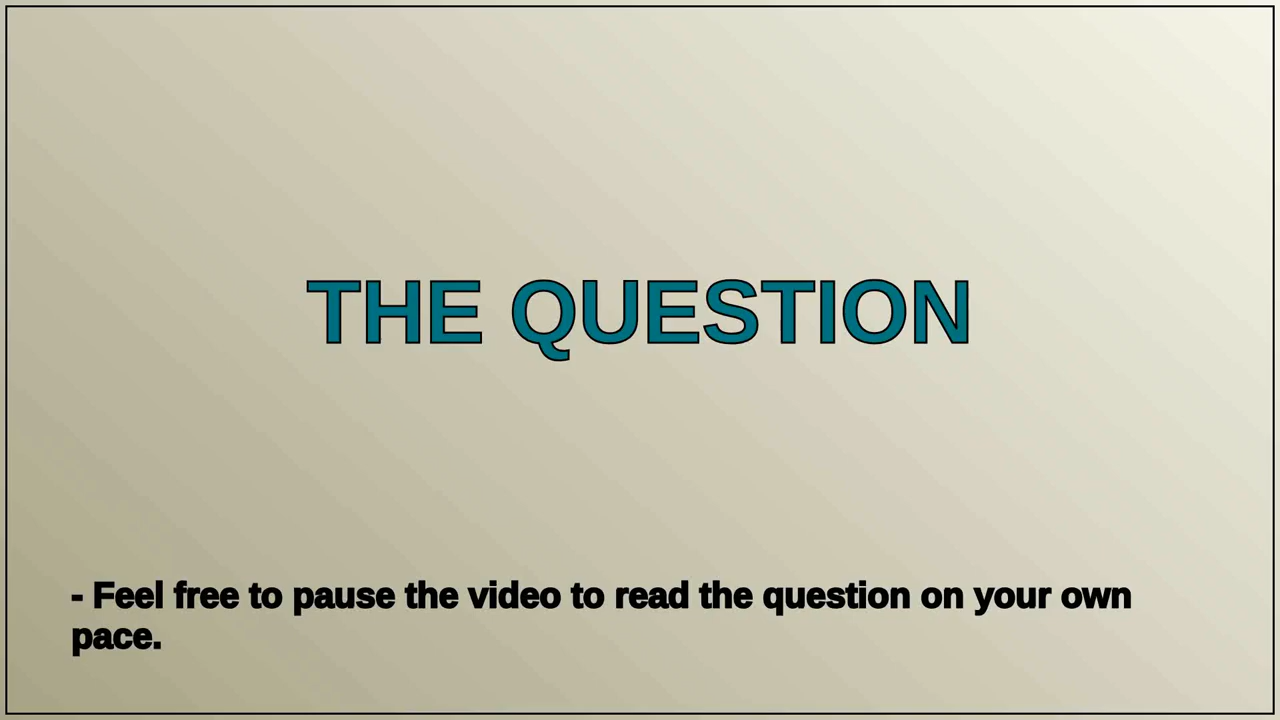 THE QUESTION
- Feel free to pause the video to read the question on your own
pace.